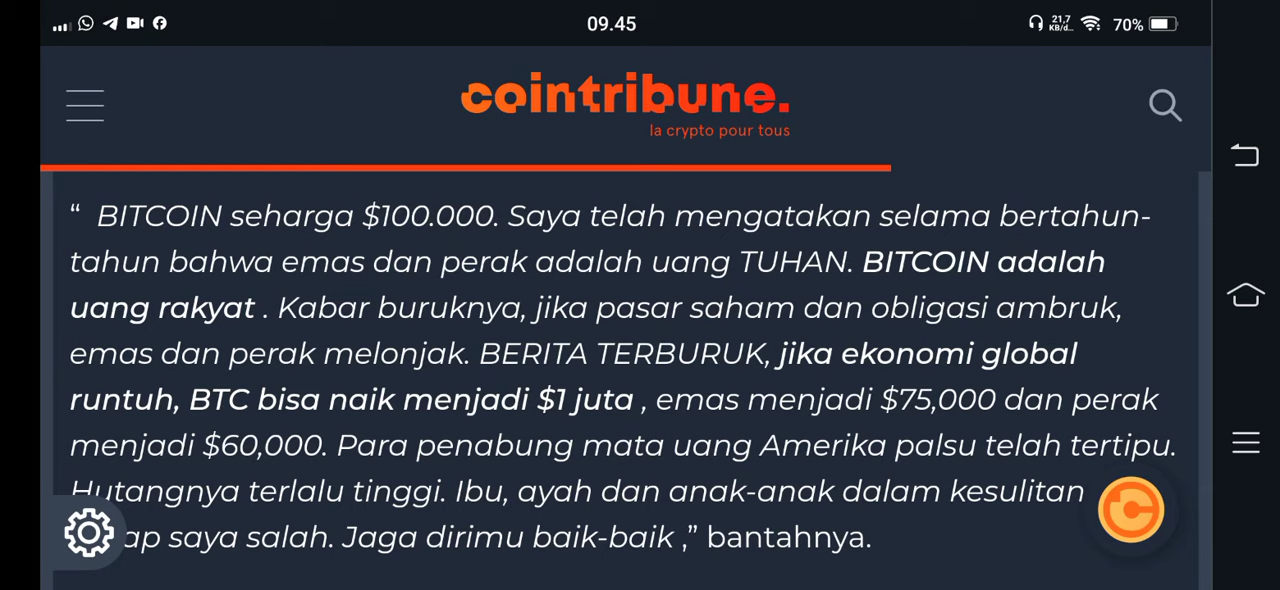 09.45
21,7
KB/d...
70%
cointribune.
la crypto pour tous
“ BITCOIN seharga $100.000. Saya telah mengatakan selama bertahun-
tahun bahwa emas dan perak adalah uang TUHAN. BITCOIN adalah
uang rakyat . Kabar buruknya, jika pasar saham dan obligasi ambruk,
emas dan perak melonjak. BERITA TERBURUK, jika ekonomi global
runtuh, BTC bisa naik menjadi $1 juta , emas menjadi $75,000 dan perak
menjadi $60,000. Para penabung mata uang Amerika palsu telah tertipu.
Hutangnya terlalu tinggi. Ibu, ayah dan anak-anak dalam kesulitan
saya salah. Jaga dirimu baik-baik ,” bantahnya.